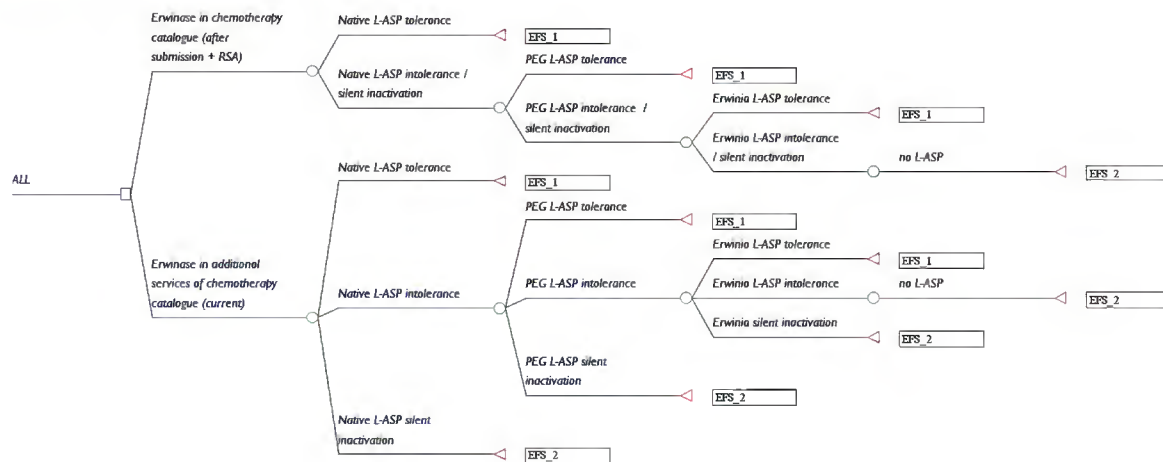 Erwinase in chemotherapy
catalogue (after
submission + RSA)
Native L-ASP tolerance
EFS_1
Native L-ASP intolerance /
silent inactivation
PEG L-ASP tolerance
EFS_1
PEG L-ASP intolerance /
silent inactivation
Erwinia L-ASP tolerance
EFS_1
Erwinia L-ASP intolerance
/ silent inactivation
no L-ASP
EFS_2
ALL
Erwinase in additional
services of chemotherapy
catalogue (current)
Native L-ASP tolerance
EFS_1
Native L-ASP intolerance
PEG L-ASP tolerance
EFS_1
PEG L-ASP intolerance
Erwinia L-ASP tolerance
EFS_1
Erwinia L-ASP intolerance
no L-ASP
EFS_2
Erwinia silent inactivation
EFS_2
PEG L-ASP silent
inactivation
EFS_2
Native L-ASP silent
inactivation
EFS_2